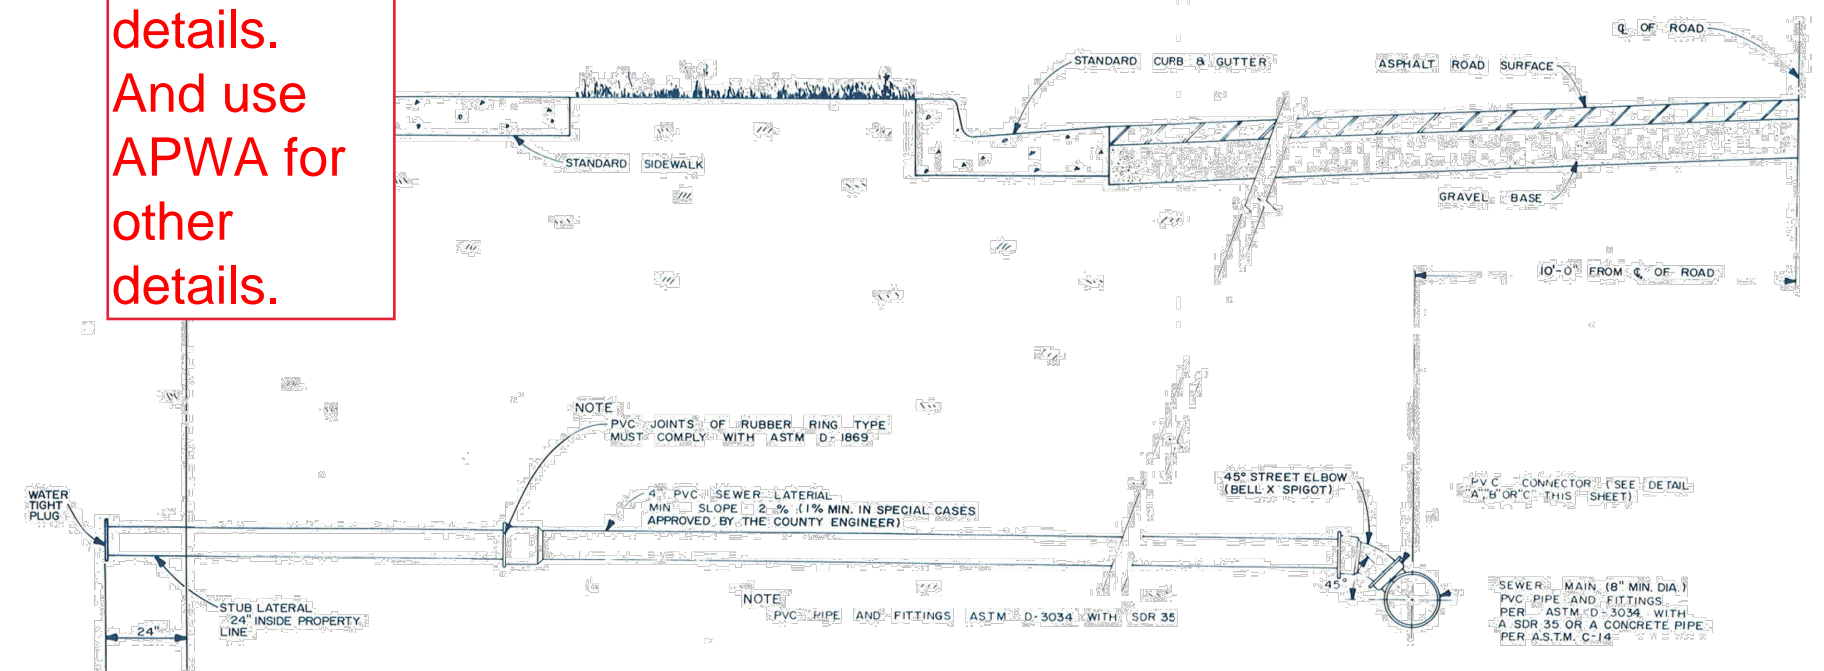 details.
And use
APWA for
other
details.
℄ OF ROAD
STANDARD CURB & GUTTER
ASPHALT ROAD SURFACE
STANDARD SIDEWALK
GRAVEL BASE
10'-0" FROM ℄ OF ROAD
NOTE
PVC JOINTS OF RUBBER RING TYPE
MUST COMPLY WITH ASTM D-1869
WATER
TIGHT
PLUG
4" PVC SEWER LATERIAL
MIN SLOPE 2 % (1% MIN. IN SPECIAL CASES
APPROVED BY THE COUNTY ENGINEER)
45° STREET ELBOW
(BELL X SPIGOT)
PVC CONNECTOR (SEE DETAIL
"A","B"OR"C" THIS SHEET)
45°
STUB LATERAL
24" INSIDE PROPERTY
LINE
24"
NOTE
PVC PIPE AND FITTINGS ASTM D-3034 WITH SDR 35
SEWER MAIN (8" MIN. DIA.)
PVC PIPE AND FITTINGS
PER ASTM D-3034 WITH
A SDR 35 OR A CONCRETE PIPE
PER A.S.T.M. C-14